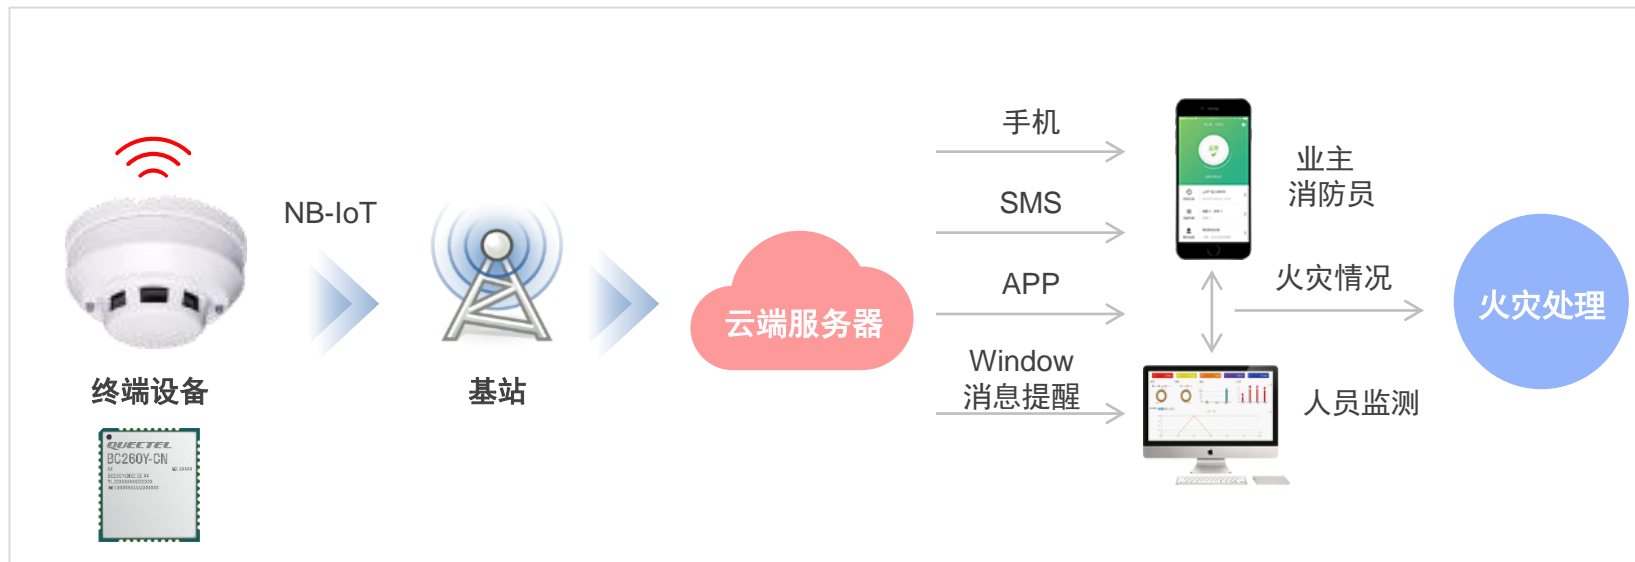 NB-IoT
终端设备
QUECTEL
BC260Y-CN
基站
云端服务器
手机
SMS
APP
Window
消息提醒
业主
消防员
火灾情况
人员监测
火灾处理